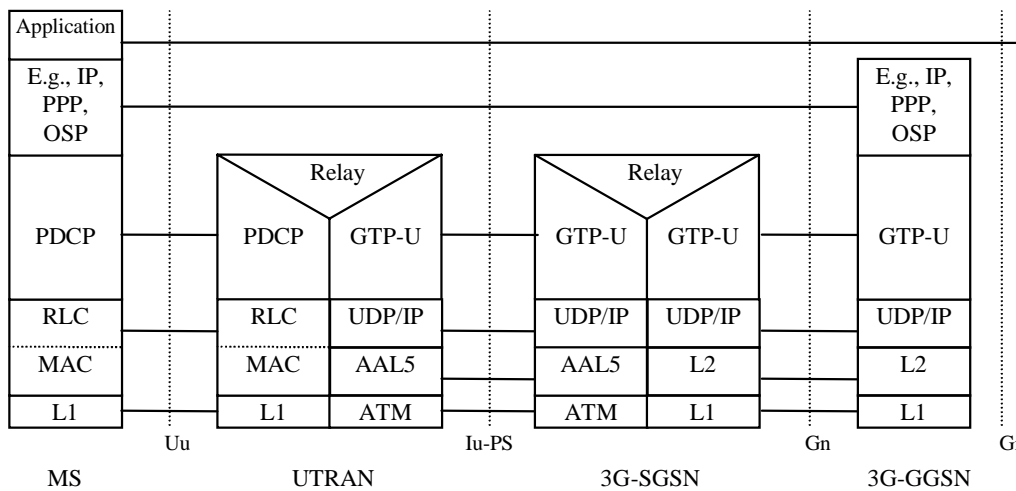 Application
E.g., IP,
PPP,
OSP
E.g., IP,
PPP,
OSP
Relay
Relay
PDCP
PDCP
GTP-U
GTP-U
GTP-U
GTP-U
RLC
RLC
UDP/IP
UDP/IP
UDP/IP
UDP/IP
MAC
MAC
AAL5
AAL5
L2
L2
L1
L1
ATM
ATM
L1
L1
Uu
Iu-PS
Gn
MS
UTRAN
3G-SGSN
3G-GGSN